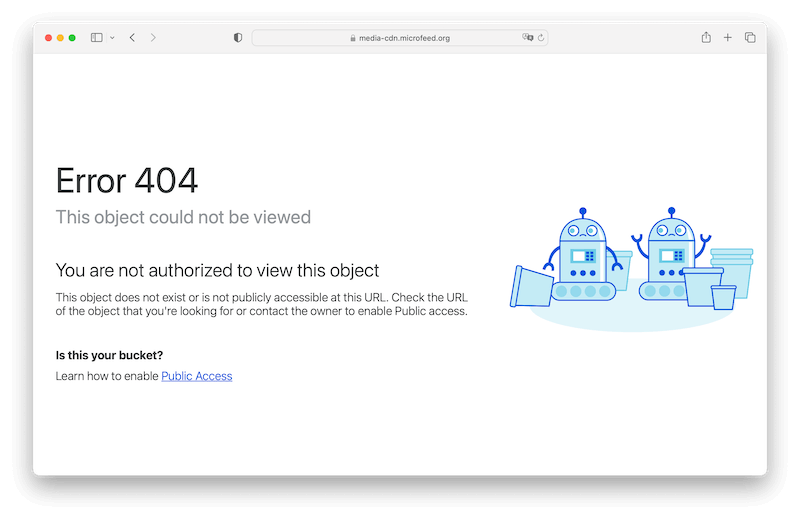 media-cdn.microfeed.org
Error 404
This object could not be viewed
You are not authorized to view this object
This object does not exist or is not publicly accessible at this URL. Check the URL
of the object that you're looking for or contact the owner to enable Public access.
Is this your bucket?
Learn how to enable Public Access